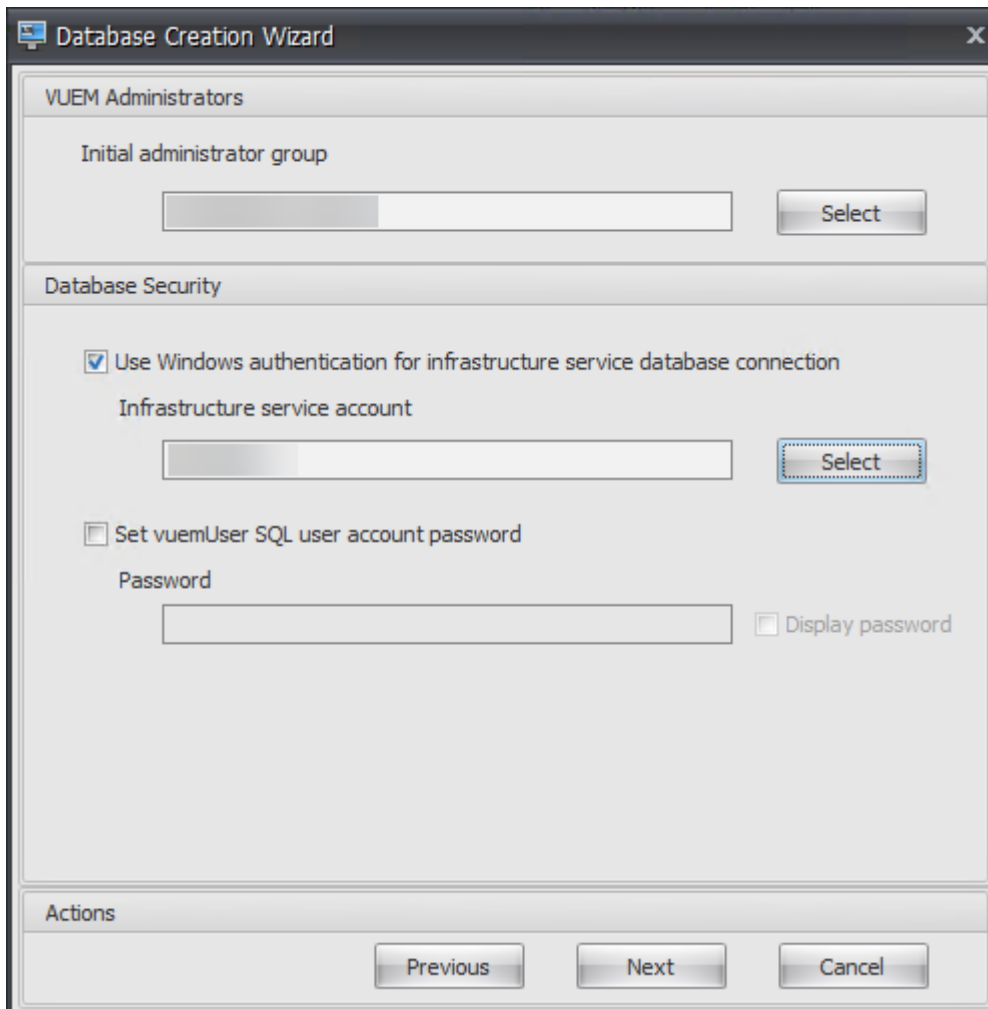 Database Creation Wizard
VUEM Administrators
Initial administrator group
Select
Database Security
Use Windows authentication for infrastructure service database connection
Infrastructure service account
Select
Set vuemUser SQL user account password
Password
Display password
Actions
Previous Next Cancel